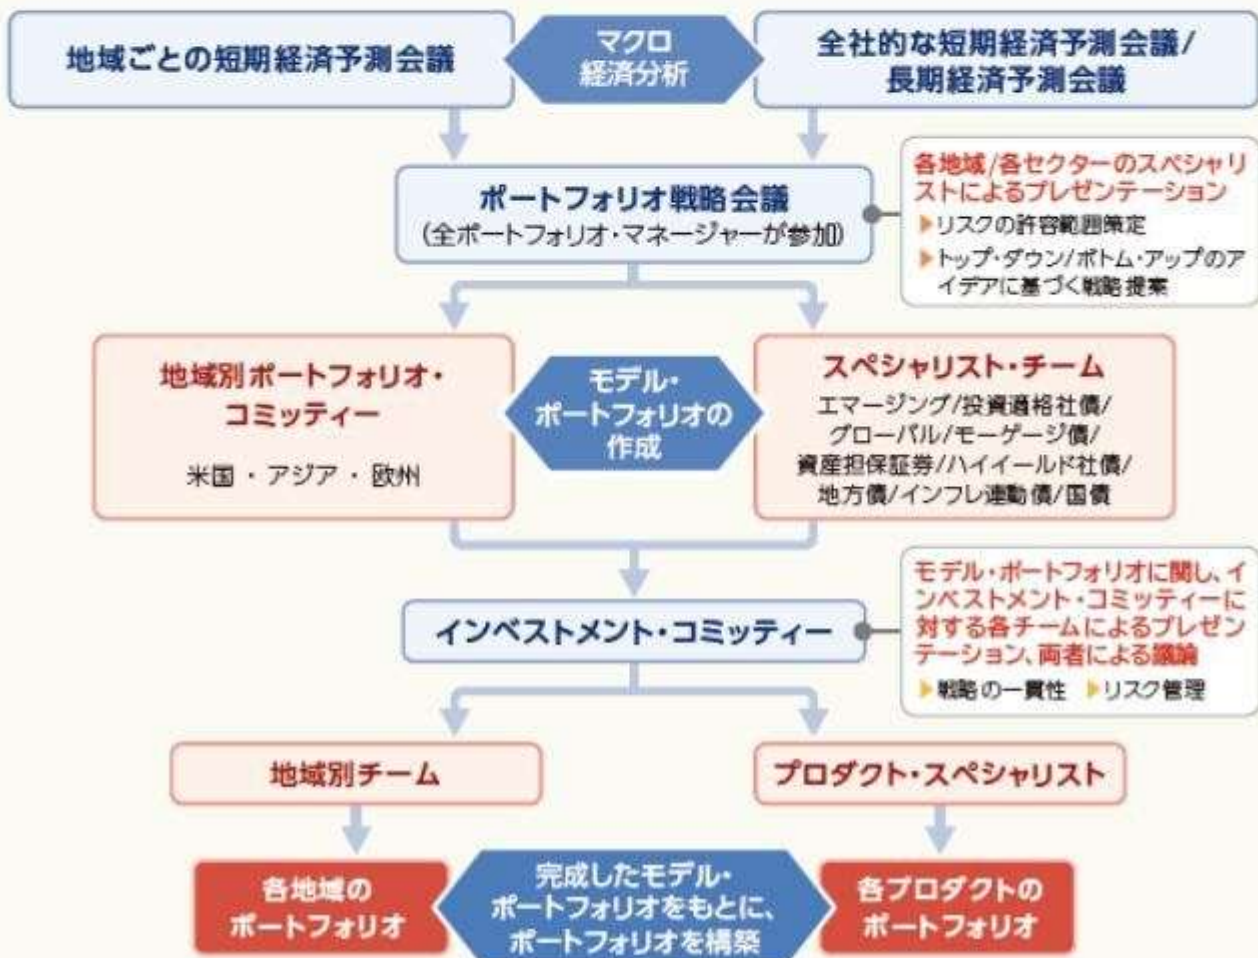 地域ごとの短期経済予測会議
マクロ
経済分析
全社的な短期経済予測会議/
長期経済予測会議
ポートフォリオ戦略会議
(全ポートフォリオ・マネージャーが参加)
各地域/各セクターのスペシャリ
ストによるプレゼンテーション
▶リスクの許容範囲策定
▶トップ・ダウン/ボトム・アップのア
イデアに基づく戦略提案
地域別ポートフォリオ・
コミッティー
米国 ・ アジア ・ 欧州
モデル・
ポートフォリオの
作成
スペシャリスト・チーム
エマージング/投資適格社債/
グローバル/モーゲージ債/
資産担保証券/ハイイールド社債/
地方債/インフレ連動債/国債
インベストメント・コミッティー
モデル・ポートフォリオに関し、イ
ンベストメント・コミッティーに
対する各チームによるプレゼン
テーション、両者による議論
▶戦略の一貫性 ▶リスク管理
地域別チーム
プロダクト・スペシャリスト
各地域の
ポートフォリオ
完成したモデル・
ポートフォリオをもとに、
ポートフォリオを構築
各プロダクトの
ポートフォリオ